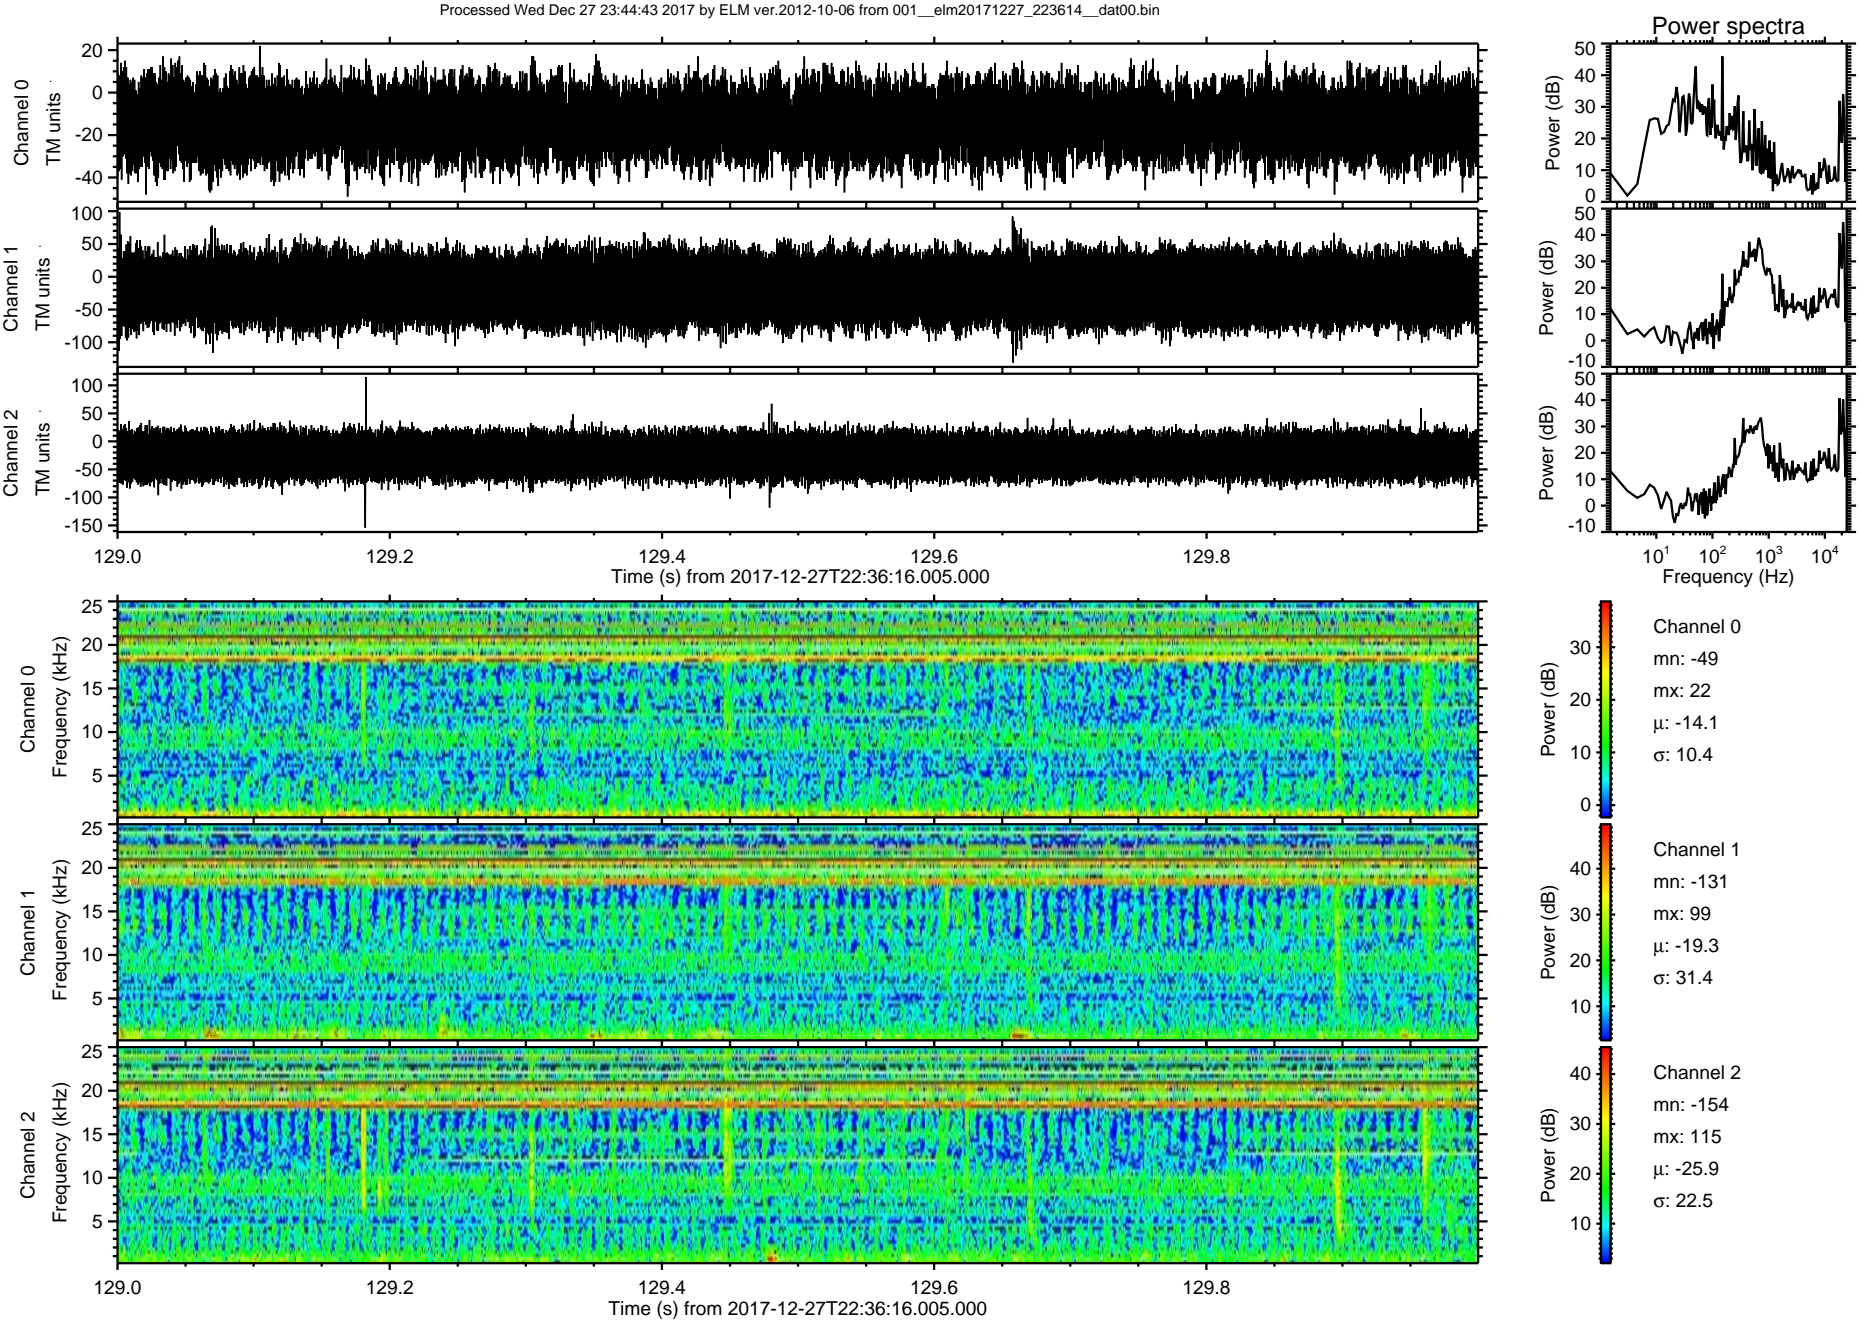 Processed Wed Dec 27 23:44:43 2017 by ELM ver.2012-10-06 from 001__elm20171227_223614__dat00.bin
Power spectra
Channel 0
TM units
20
0
-20
-40
Power (dB)
50
40
30
20
10
0
Channel 1
TM units
100
50
0
-50
-100
Power (dB)
50
40
30
20
10
0
-10
Channel 2
TM units
100
50
0
-50
-100
-150
Power (dB)
50
40
30
20
10
0
-10
129.0 129.2 129.4 129.6 129.8
Time (s) from 2017-12-27T22:36:16.005.000
10^1 10^2 10^3 10^4
Frequency (Hz)
Channel 0
Frequency (kHz)
25
20
15
10
5
Power (dB)
30
20
10
0
Channel 0
mn: -49
mx: 22
μ: -14.1
σ: 10.4
Channel 1
Frequency (kHz)
25
20
15
10
5
Power (dB)
40
30
20
10
Channel 1
mn: -131
mx: 99
μ: -19.3
σ: 31.4
Channel 2
Frequency (kHz)
25
20
15
10
5
Power (dB)
40
30
20
10
Channel 2
mn: -154
mx: 115
μ: -25.9
σ: 22.5
129.0 129.2 129.4 129.6 129.8
Time (s) from 2017-12-27T22:36:16.005.000